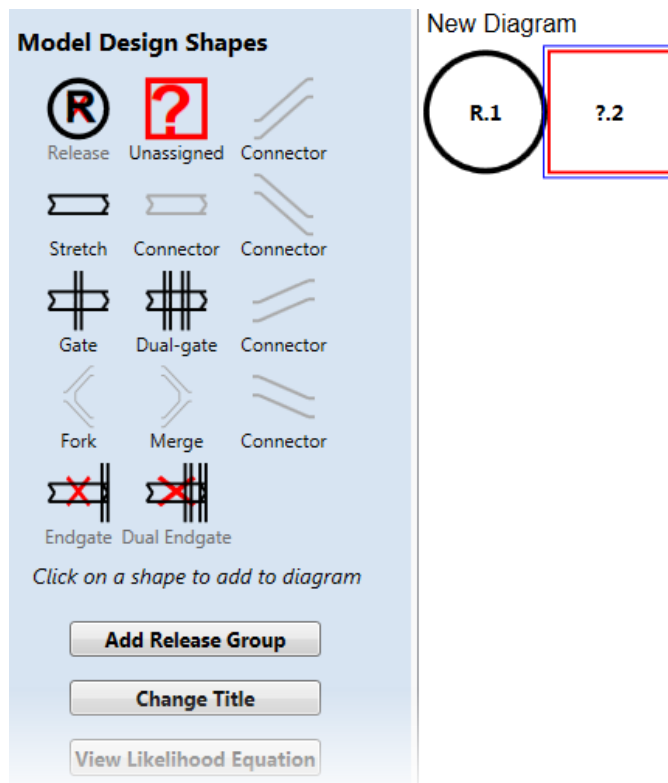 Model Design Shapes
R ?
Release Unassigned Connector
Stretch Connector Connector
Gate Dual-gate Connector
Fork Merge Connector
Endgate Dual Endgate
Click on a shape to add to diagram
Add Release Group
Change Title
View Likelihood Equation
New Diagram
R.1 ?.2